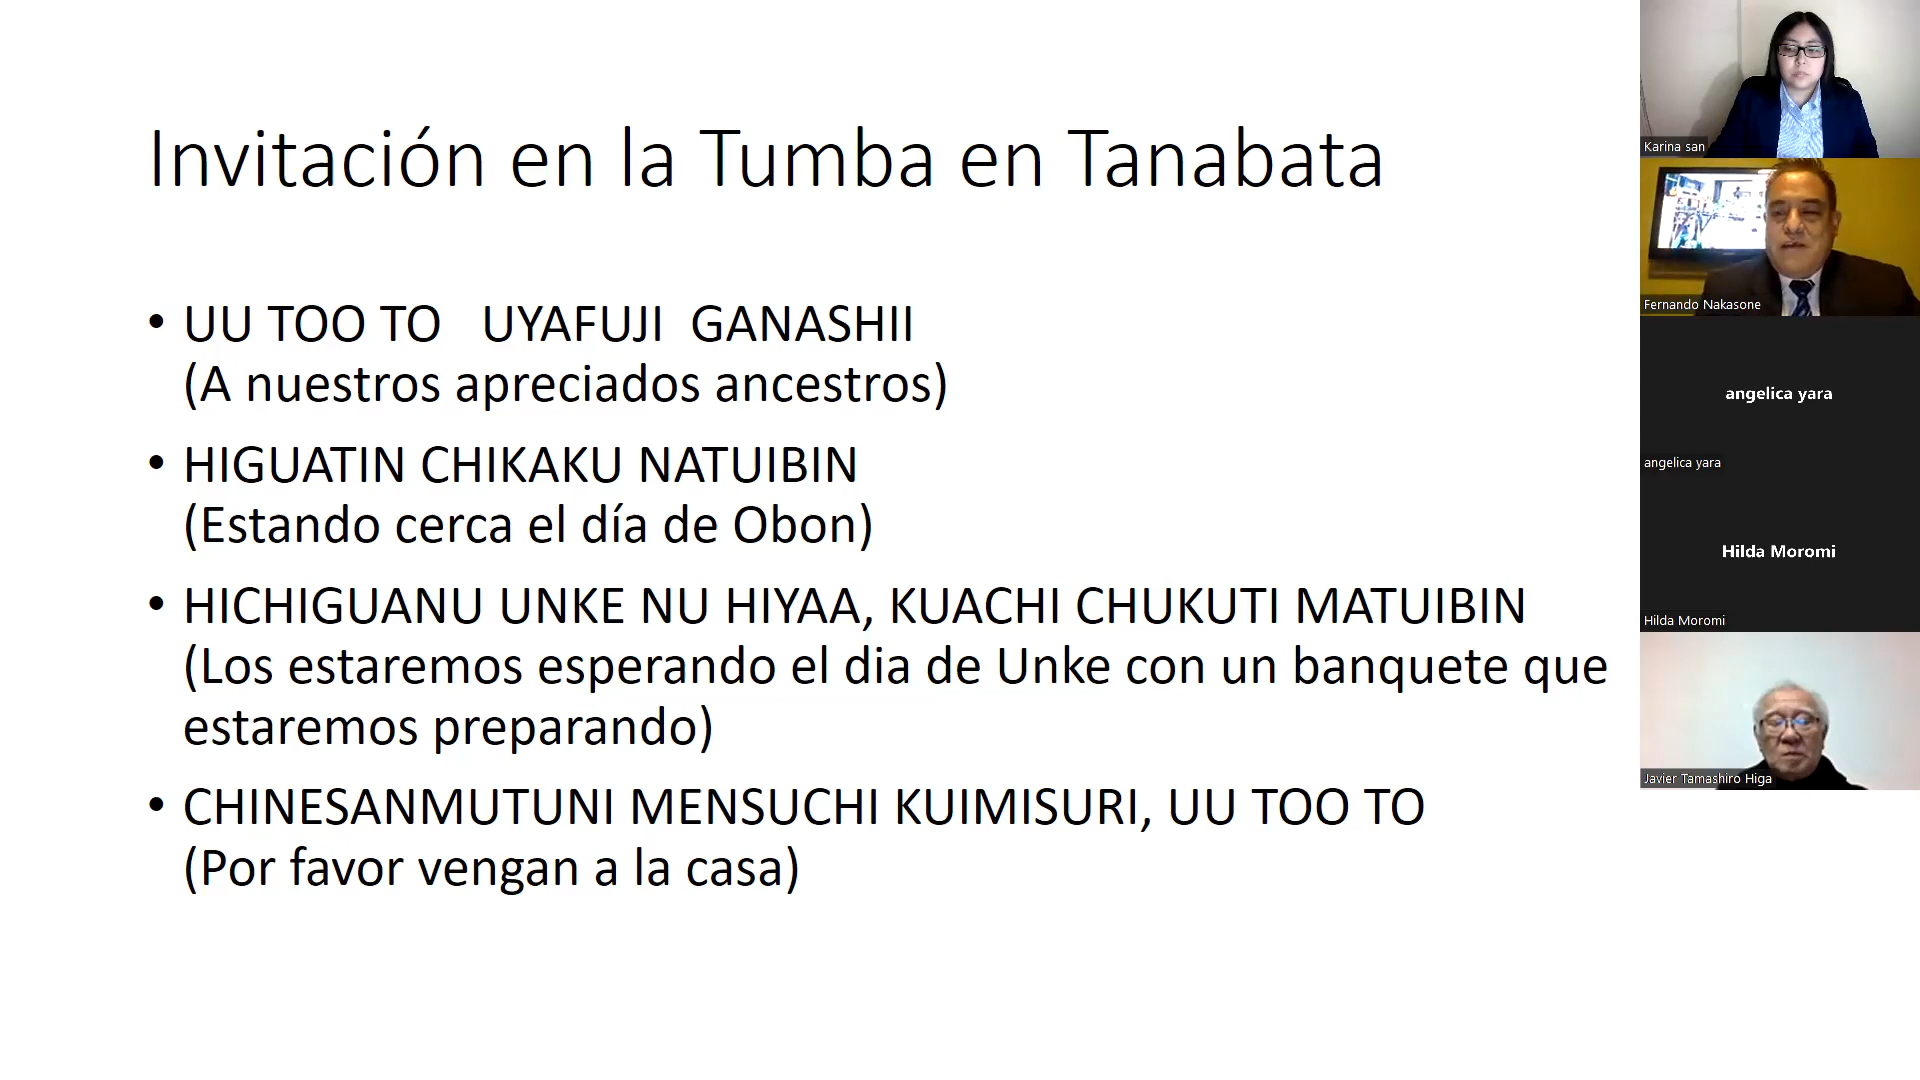 Invitación en la Tumba en Tanabata
• UU TOO TO   UYAFUJI  GANASHII
(A nuestros apreciados ancestros)
• HIGUATIN CHIKAKU NATUIBIN
(Estando cerca el día de Obon)
• HICHIGUANU UNKE NU HIYAA, KUACHI CHUKUTI MATUIBIN
(Los estaremos esperando el dia de Unke con un banquete que
estaremos preparando)
• CHINESANMUTUNI MENSUCHI KUIMISURI, UU TOO TO
(Por favor vengan a la casa)
Karina san
Fernando Nakasone
angelica yara
angelica yara
Hilda Moromi
Hilda Moromi
Javier Tamashiro Higa